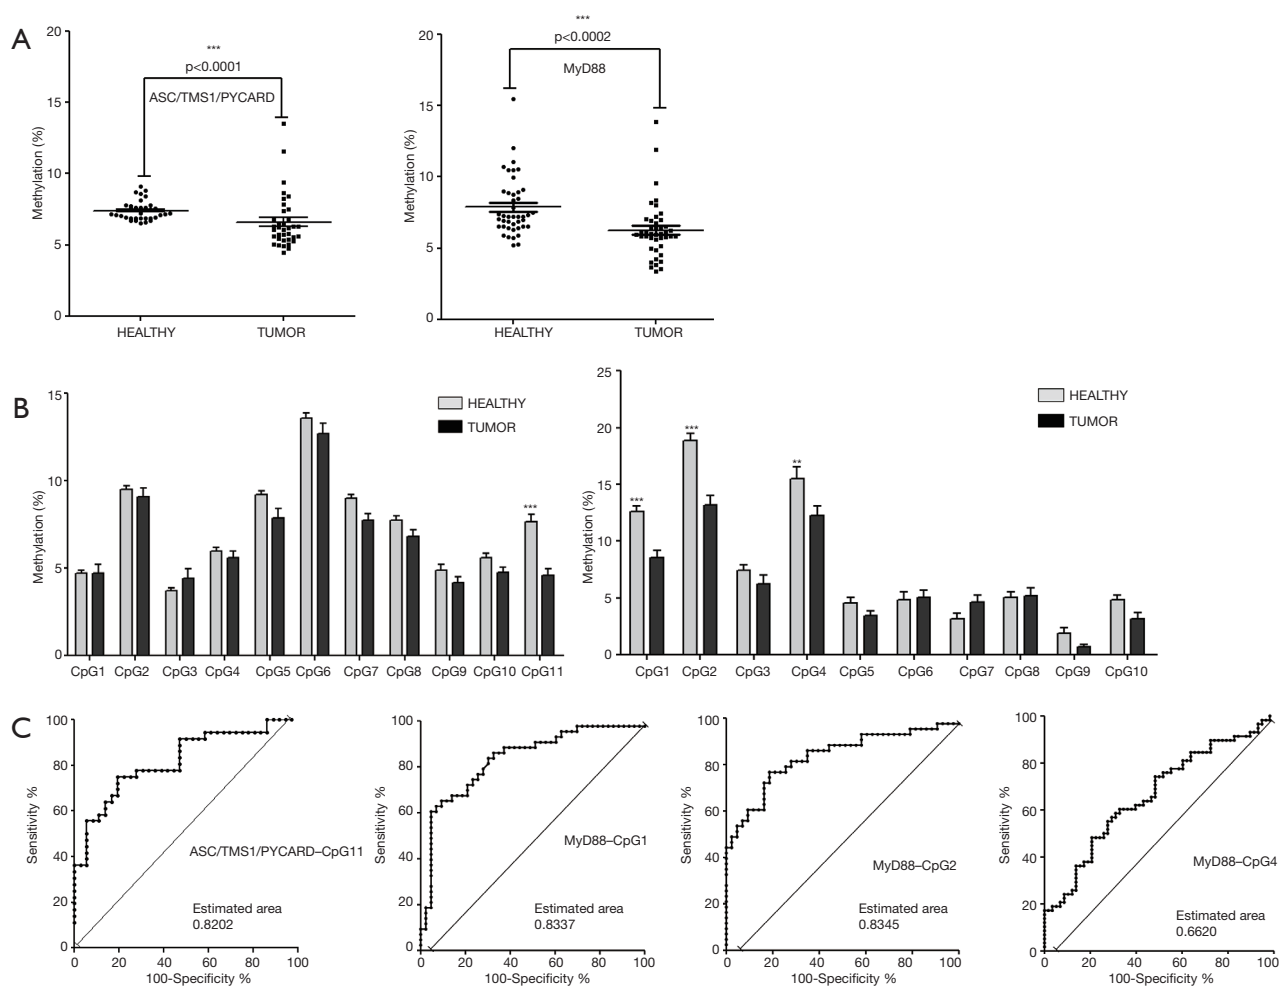 A
***
p<0.0001
ASC/TMS1/PYCARD
Methylation (%)
20
15
10
5
0
HEALTHY TUMOR
***
p<0.0002
MyD88
Methylation (%)
20
15
10
5
0
HEALTHY TUMOR
B
Methylation (%)
15
10
5
0
HEALTHY
TUMOR
***
CpG1 CpG2 CpG3 CpG4 CpG5 CpG6 CpG7 CpG8 CpG9 CpG10 CpG11
Methylation (%)
25
20
15
10
5
0
HEALTHY
TUMOR
***
***
**
CpG1 CpG2 CpG3 CpG4 CpG5 CpG6 CpG7 CpG8 CpG9 CpG10
C
Sensitivity %
100
80
60
40
20
0
ASC/TMS1/PYCARD–CpG11
Estimated area
0.8202
0 20 40 60 80 100
100-Specificity %
Sensitivity %
100
80
60
40
20
0
MyD88–CpG1
Estimated area
0.8337
0 20 40 60 80 100
100-Specificity %
Sensitivity %
100
80
60
40
20
0
MyD88–CpG2
Estimated area
0.8345
0 20 40 60 80 100
100-Specificity %
Sensitivity %
100
80
60
40
20
0
MyD88–CpG4
Estimated area
0.6620
0 20 40 60 80 100
100-Specificity %